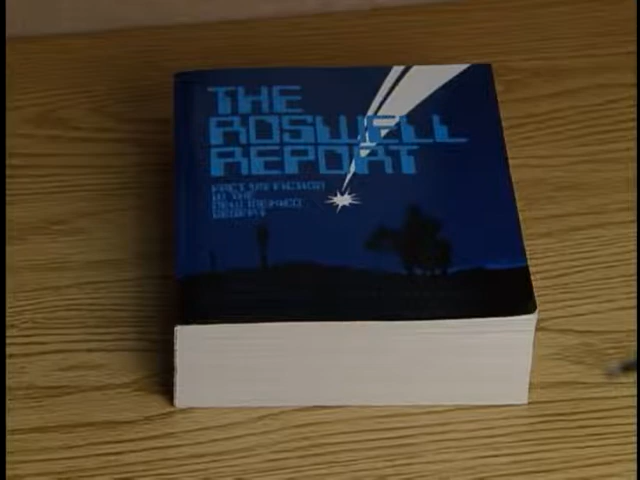 THE
ROSWELL
REPORT
FACT VS FICTION
IN THE
NEW MEXICO
DESERT